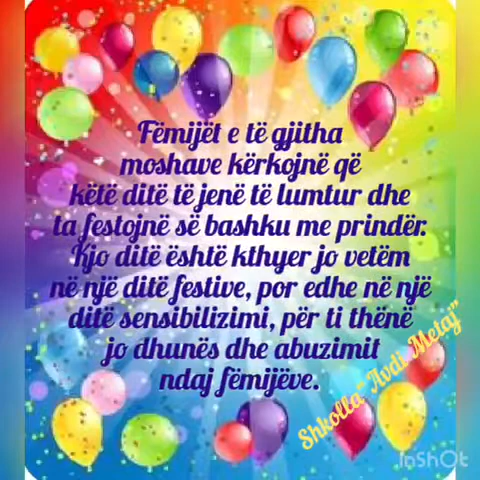 Fëmijët e të gjitha
moshave kërkojnë që
këtë ditë të jenë të lumtur dhe
ta festojnë së bashku me prindër.
Kjo ditë është kthyer jo vetëm
në një ditë festive, por edhe në një
ditë sensibilizimi, për ti thënë
jo dhunës dhe abuzimit
ndaj fëmijëve.
Shkolla"Avdi Metaj"
InShOt